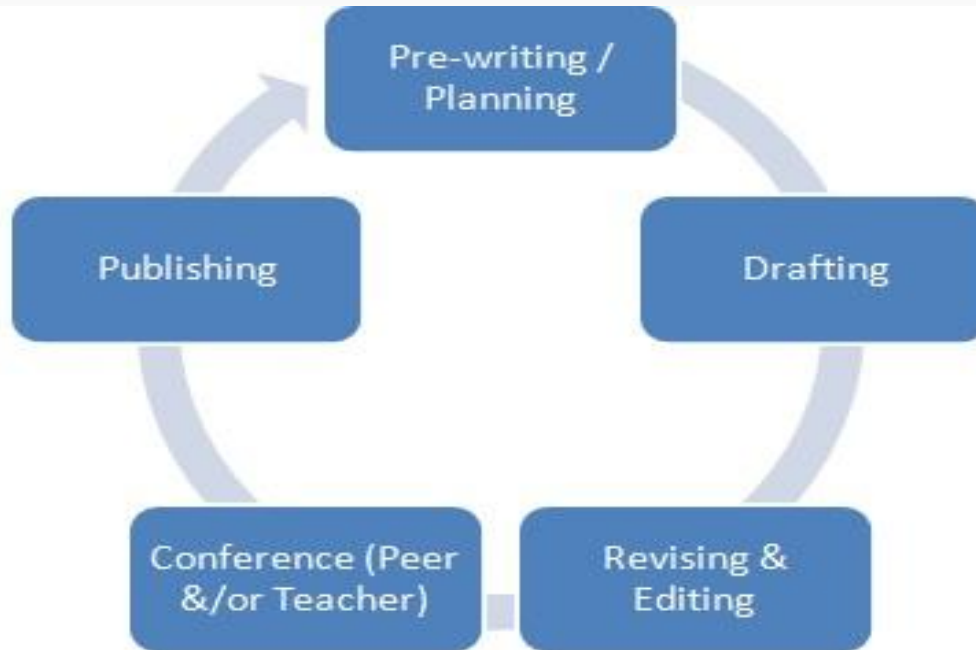 Pre-writing /
Planning
Drafting
Revising &
Editing
Conference (Peer
&/or Teacher)
Publishing